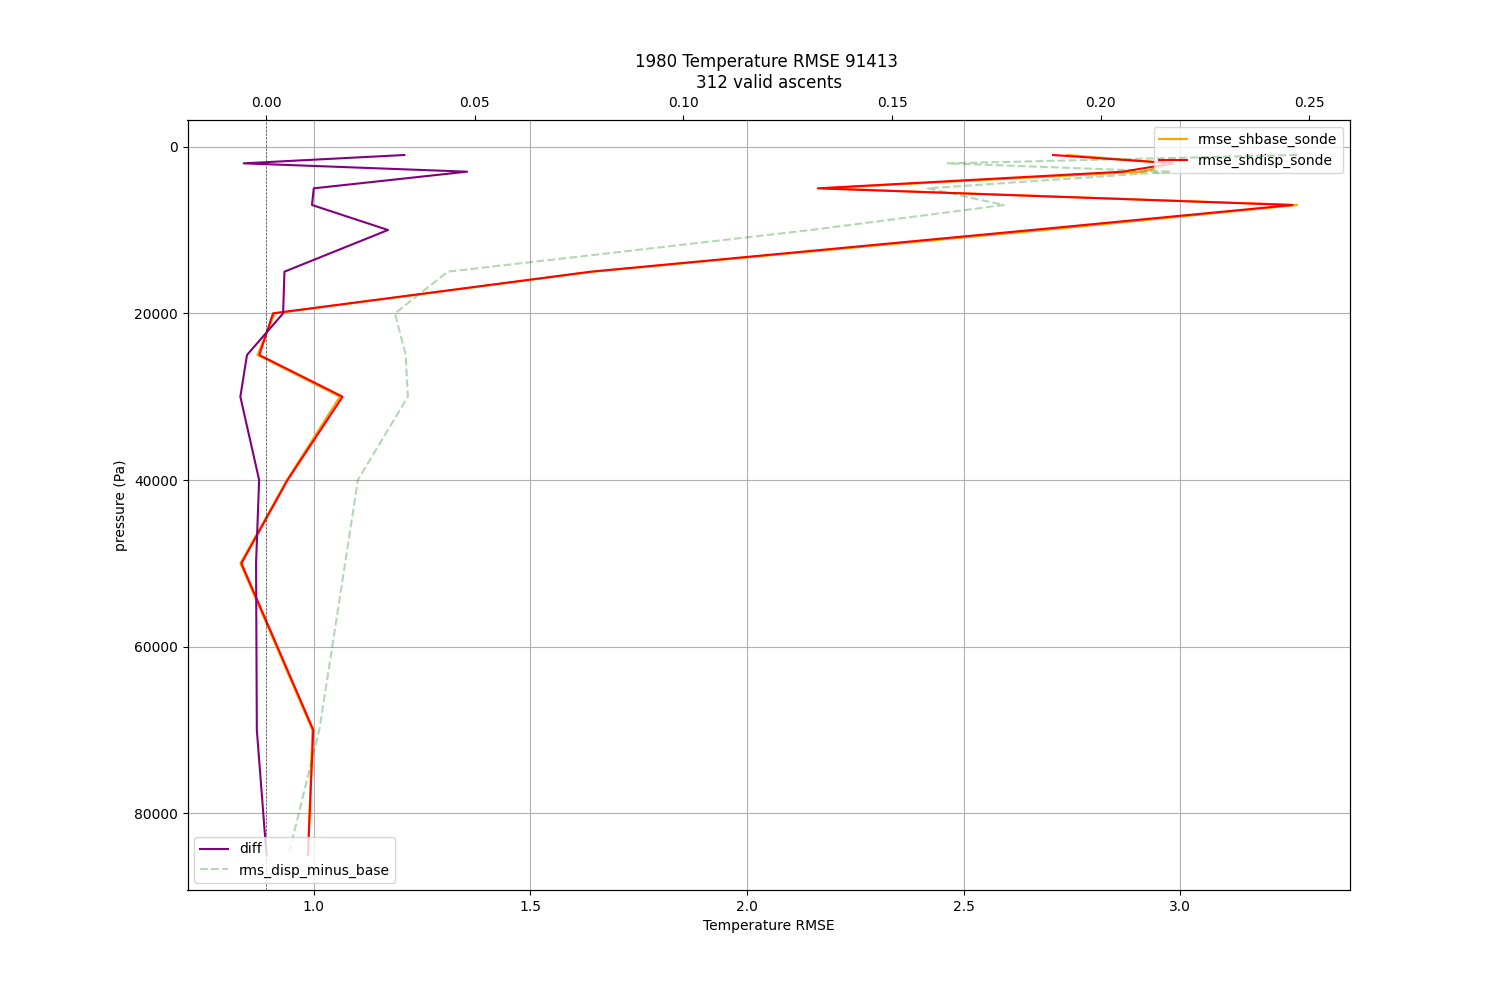 1980 Temperature RMSE 91413
312 valid ascents
0.00 0.05 0.10 0.15 0.20 0.25
rmse_shbase_sonde
rmse_shdisp_sonde
0
20000
40000
60000
80000
pressure (Pa)
diff
rms_disp_minus_base
1.0 1.5 2.0 2.5 3.0
Temperature RMSE